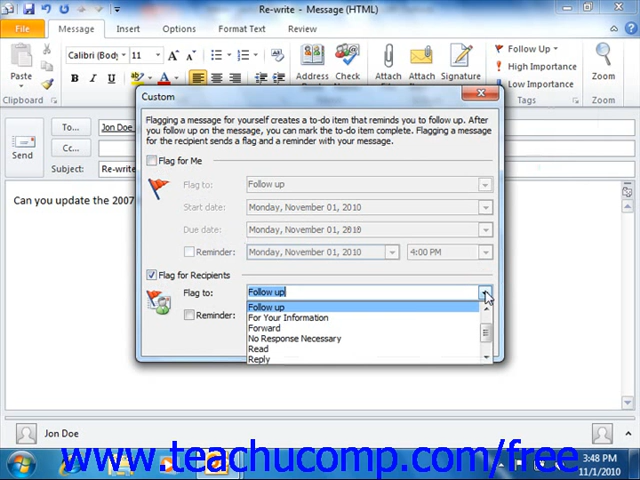 Re-write - Message (HTML)
File Message Insert Options Format Text Review
Calibri (Bod 11
Follow Up
High Importance
Low Importance
Paste
B I U
Address Check Attach Attach Signature Zoom
Clipboard Tags Zoom
To... Jon Doe
Cc...
Send
Subject: Re-write
Can you update the 2007
Custom
Flagging a message for yourself creates a to-do item that reminds you to follow up. After
you follow up on the message, you can mark the to-do item complete. Flagging a message
for the recipient sends a flag and a reminder with your message.
Flag for Me
Flag to: Follow up
Start date: Monday, November 01, 2010
Due date: Monday, November 01, 2010
Reminder: Monday, November 01, 2010 4:00 PM
Flag for Recipients
Flag to: Follow up
Reminder:
Follow up
For Your Information
Forward
No Response Necessary
Read
Reply
Jon Doe
www.teachucomp.com/free
3:48 PM
11/1/2010